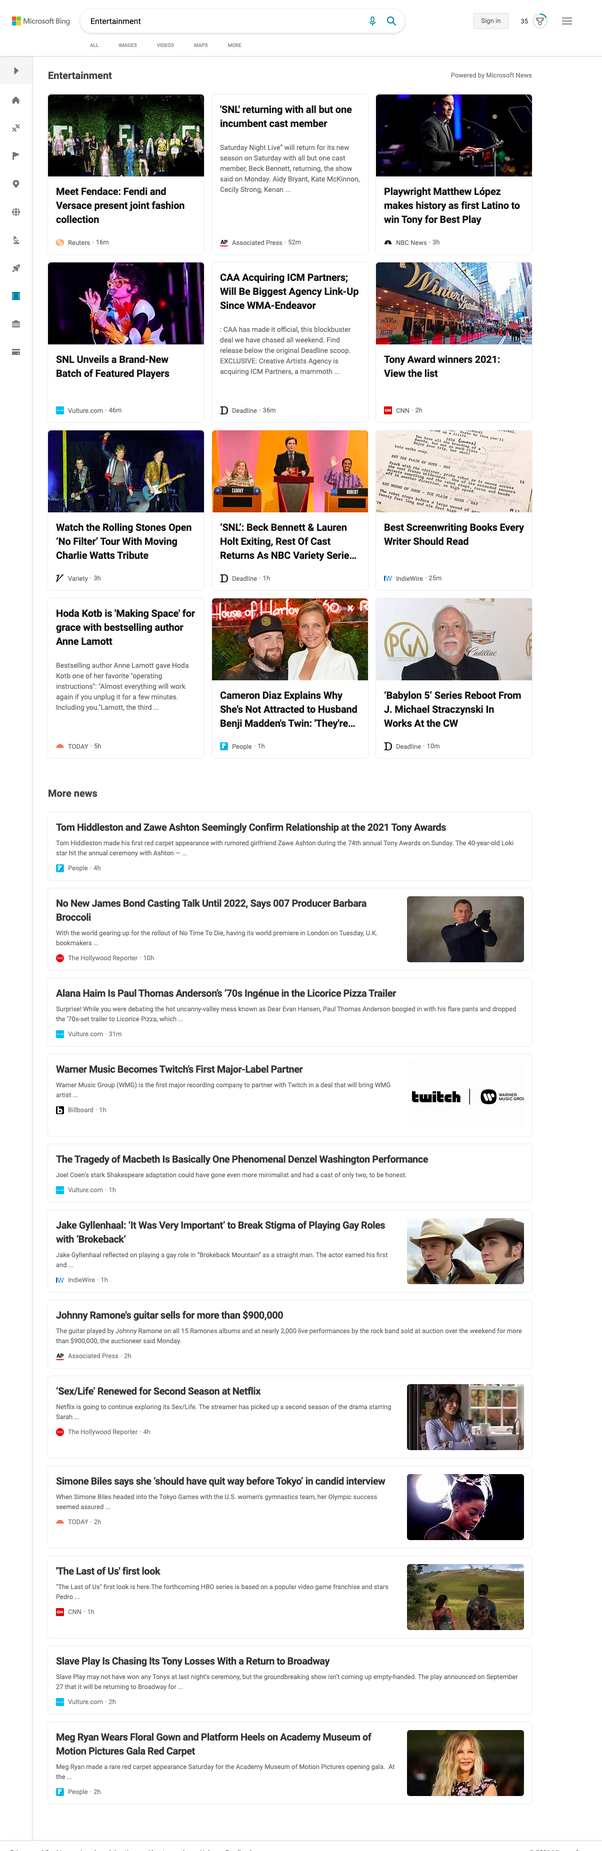 Microsoft Bing
Entertainment
Sign in
35
ALL
IMAGES
VIDEOS
MAPS
MORE
Entertainment
Powered by Microsoft News
Meet Fendace: Fendi and
Versace present joint fashion
collection
Reuters · 16m
'SNL' returning with all but one
incumbent cast member
Saturday Night Live" will return for its new
season on Saturday with all but one cast
member, Beck Bennett, returning, the show
said on Monday. Aidy Bryant, Kate McKinnon,
Cecily Strong, Kenan ...
AP Associated Press · 52m
Playwright Matthew López
makes history as first Latino to
win Tony for Best Play
NBC News · 3h
SNL Unveils a Brand-New
Batch of Featured Players
Vulture.com · 46m
CAA Acquiring ICM Partners;
Will Be Biggest Agency Link-Up
Since WMA-Endeavor
: CAA has made it official, this blockbuster
deal we have chased all weekend. Find
release below the original Deadline scoop.
EXCLUSIVE: Creative Artists Agency is
acquiring ICM Partners, a mammoth ...
D Deadline · 36m
Winter
Tony Award winners 2021:
View the list
CNN · 2h
Watch the Rolling Stones Open
'No Filter' Tour With Moving
Charlie Watts Tribute
V Variety · 3h
CAMMY
ROBERT
'SNL': Beck Bennett & Lauren
Holt Exiting, Rest Of Cast
Returns As NBC Variety Serie...
D Deadline · 1h
Best Screenwriting Books Every
Writer Should Read
IW IndieWire · 25m
Hoda Kotb is 'Making Space' for
grace with bestselling author
Anne Lamott
Bestselling author Anne Lamott gave Hoda
Kotb one of her favorite "operating
instructions": "Almost everything will work
again if you unplug it for a few minutes.
Including you."Lamott, the third ...
TODAY · 5h
House of Harlow
Cameron Diaz Explains Why
She's Not Attracted to Husband
Benji Madden's Twin: 'They're...
P People · 1h
PGN
Cadillac
'Babylon 5' Series Reboot From
J. Michael Straczynski In
Works At the CW
D Deadline · 10m
More news
Tom Hiddleston and Zawe Ashton Seemingly Confirm Relationship at the 2021 Tony Awards
Tom Hiddleston made his first red carpet appearance with rumored girlfriend Zawe Ashton during the 74th annual Tony Awards on Sunday. The 40-year-old Loki
star hit the annual ceremony with Ashton — ...
P People · 4h
No New James Bond Casting Talk Until 2022, Says 007 Producer Barbara
Broccoli
With the world gearing up for the rollout of No Time To Die, having its world premiere in London on Tuesday, U.K.
bookmakers ...
The Hollywood Reporter · 10h
Alana Haim Is Paul Thomas Anderson's '70s Ingénue in the Licorice Pizza Trailer
Surprise! While you were debating the hot uncanny-valley mess known as Dear Evan Hansen, Paul Thomas Anderson boogied in with his flare pants and dropped
the '70s-set trailer to Licorice Pizza, which ...
Vulture.com · 31m
Warner Music Becomes Twitch's First Major-Label Partner
Warner Music Group (WMG) is the first major recording company to partner with Twitch in a deal that will bring WMG
artist ...
b Billboard · 1h
twitch
WARNER
MUSIC GROU
The Tragedy of Macbeth Is Basically One Phenomenal Denzel Washington Performance
Joel Coen's stark Shakespeare adaptation could have gone even more minimalist and had a cast of only two, to be honest.
Vulture.com · 1h
Jake Gyllenhaal: 'It Was Very Important' to Break Stigma of Playing Gay Roles
with 'Brokeback'
Jake Gyllenhaal reflected on playing a gay role in "Brokeback Mountain" as a straight man. The actor earned his first
and ...
IW IndieWire · 1h
Johnny Ramone's guitar sells for more than $900,000
The guitar played by Johnny Ramone on all 15 Ramones albums and at nearly 2,000 live performances by the rock band sold at auction over the weekend for more
than $900,000, the auctioneer said Monday.
AP Associated Press · 2h
'Sex/Life' Renewed for Second Season at Netflix
Netflix is going to continue exploring its Sex/Life. The streamer has picked up a second season of the drama starring
Sarah ...
The Hollywood Reporter · 4h
Simone Biles says she 'should have quit way before Tokyo' in candid interview
When Simone Biles headed into the Tokyo Games with the U.S. women's gymnastics team, her Olympic success
seemed assured ...
TODAY · 2h
'The Last of Us' first look
"The Last of Us" first look is here.The forthcoming HBO series is based on a popular video game franchise and stars
Pedro ...
CNN · 1h
Slave Play Is Chasing Its Tony Losses With a Return to Broadway
Slave Play may not have won any Tonys at last night's ceremony, but the groundbreaking show isn't coming up empty-handed. The play announced on September
27 that it will be returning to Broadway for ...
Vulture.com · 2h
Meg Ryan Wears Floral Gown and Platform Heels on Academy Museum of
Motion Pictures Gala Red Carpet
Meg Ryan made a rare red carpet appearance Saturday for the Academy Museum of Motion Pictures opening gala. At
the ...
P People · 2h